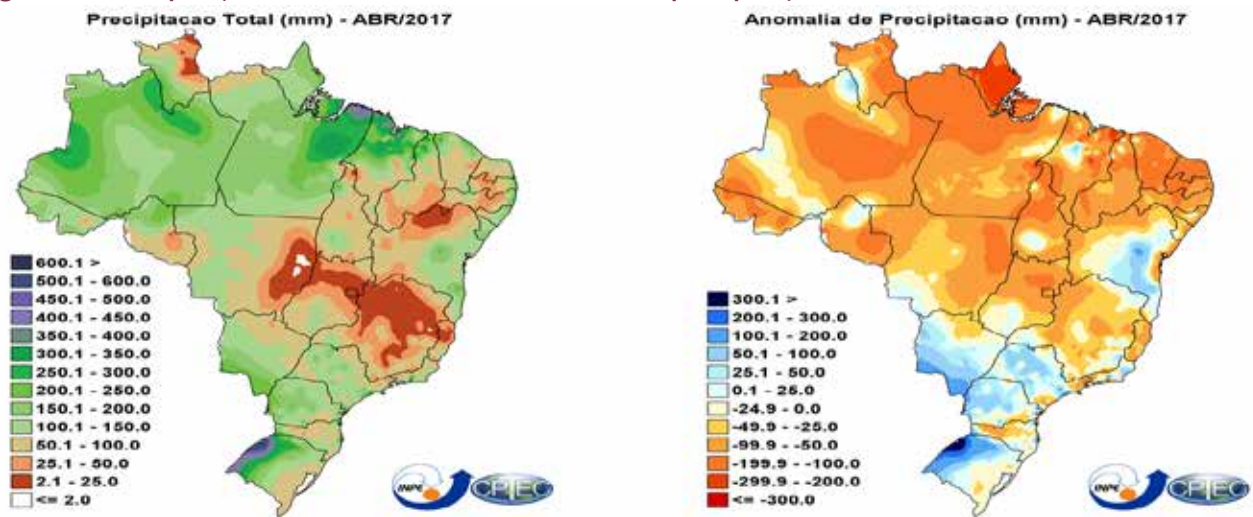 Precipitacao Total (mm) - ABR/2017
600.1 >
500.1 - 600.0
450.1 - 500.0
400.1 - 450.0
350.1 - 400.0
300.1 - 350.0
250.1 - 300.0
200.1 - 250.0
150.1 - 200.0
100.1 - 150.0
50.1 - 100.0
25.1 - 50.0
2.1 - 25.0
<= 2.0
INPE
CPTEC
Anomalia de Precipitacao (mm) - ABR/2017
300.1 >
200.1 - 300.0
100.1 - 200.0
50.1 - 100.0
25.1 - 50.0
0.1 - 25.0
-24.9 - 0.0
-49.9 - -25.0
-99.9 - -50.0
-199.9 - -100.0
-299.9 - -200.0
<= -300.0
INPE
CPTEC